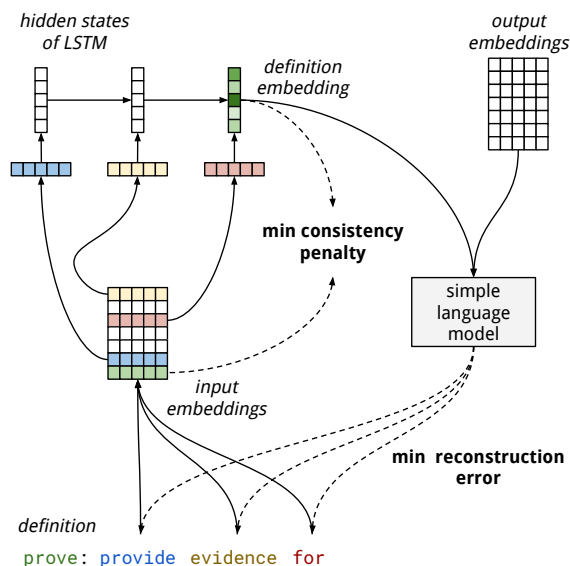 hidden states
of LSTM
output
embeddings
definition
embedding
min consistency
penalty
simple
language
model
input
embeddings
min reconstruction
error
definition
prove: provide evidence for